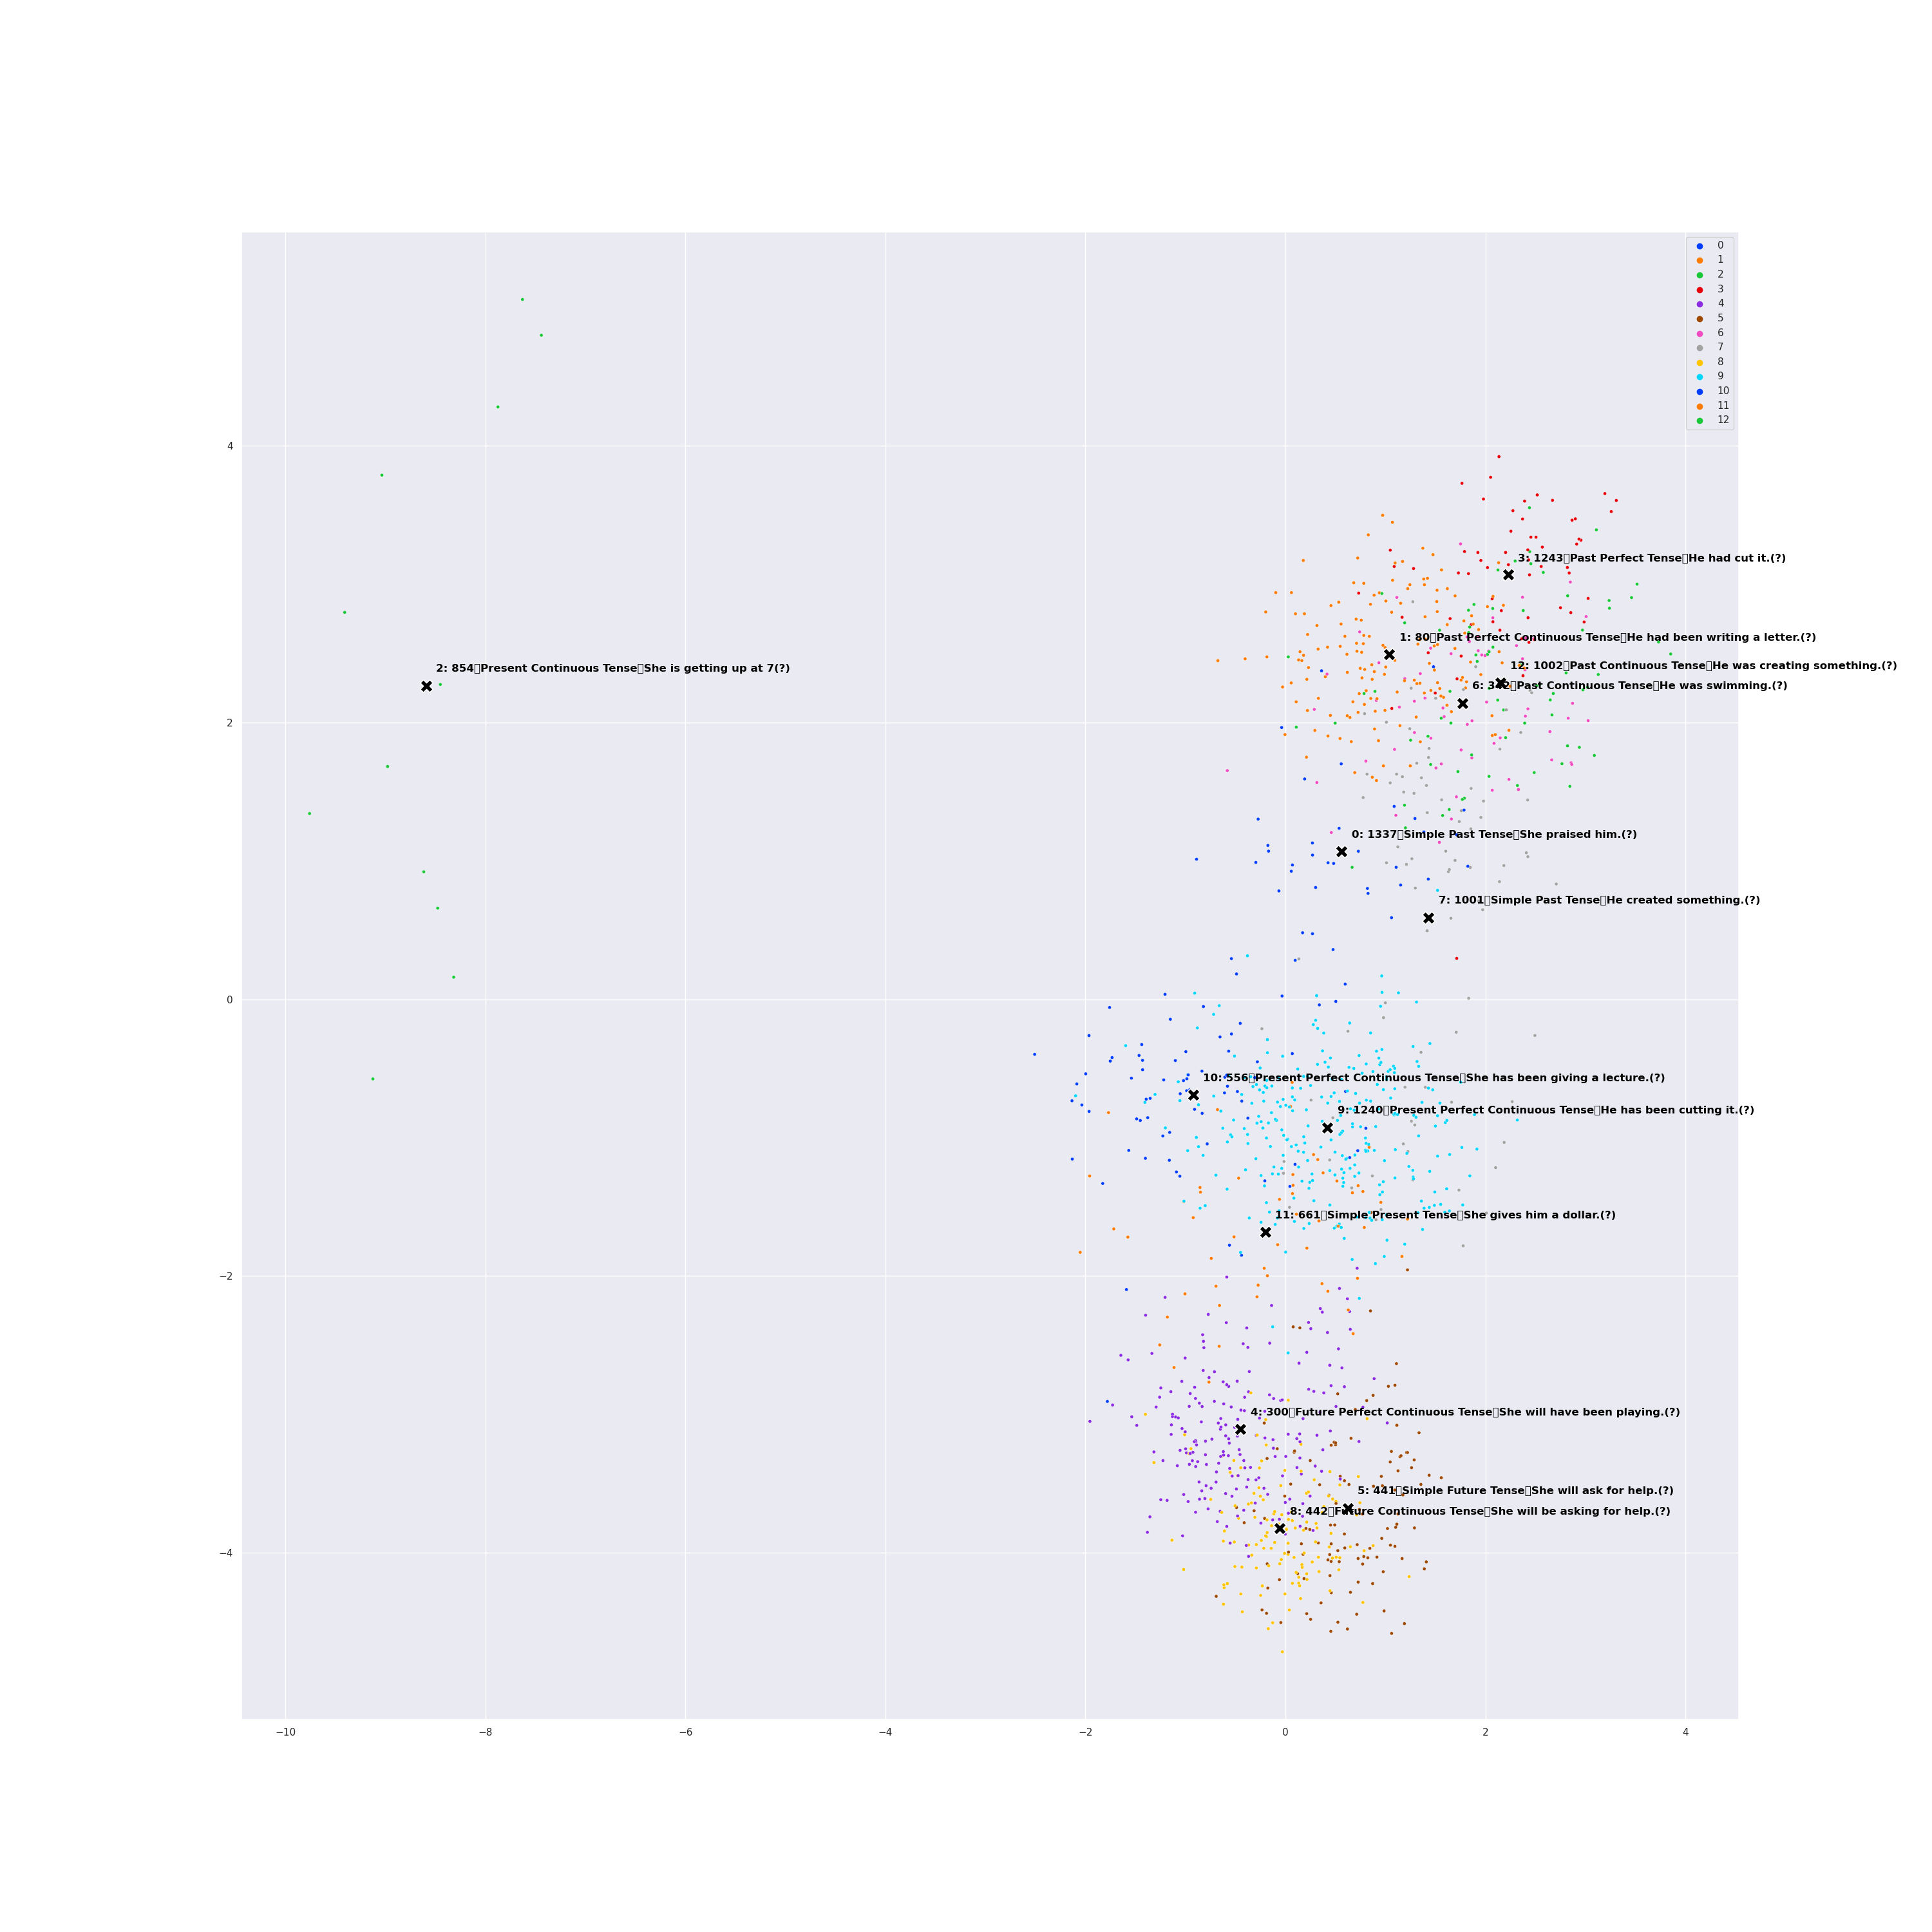 0
1
2
3
4
5
6
7
8
9
10
11
12
4
3: 1243▯Past Perfect Tense▯He had cut it.(?)
1: 80▯Past Perfect Continuous Tense▯He had been writing a letter.(?)
12: 1002▯Past Continuous Tense▯He was creating something.(?)
2: 854▯Present Continuous Tense▯She is getting up at 7(?)
6: 342▯Past Continuous Tense▯He was swimming.(?)
2
0: 1337▯Simple Past Tense▯She praised him.(?)
7: 1001▯Simple Past Tense▯He created something.(?)
0
10: 556▯Present Perfect Continuous Tense▯She has been giving a lecture.(?)
9: 1240▯Present Perfect Continuous Tense▯He has been cutting it.(?)
11: 661▯Simple Present Tense▯She gives him a dollar.(?)
−2
4: 300▯Future Perfect Continuous Tense▯She will have been playing.(?)
5: 441▯Simple Future Tense▯She will ask for help.(?)
8: 442▯Future Continuous Tense▯She will be asking for help.(?)
−4
−10 −8 −6 −4 −2 0 2 4